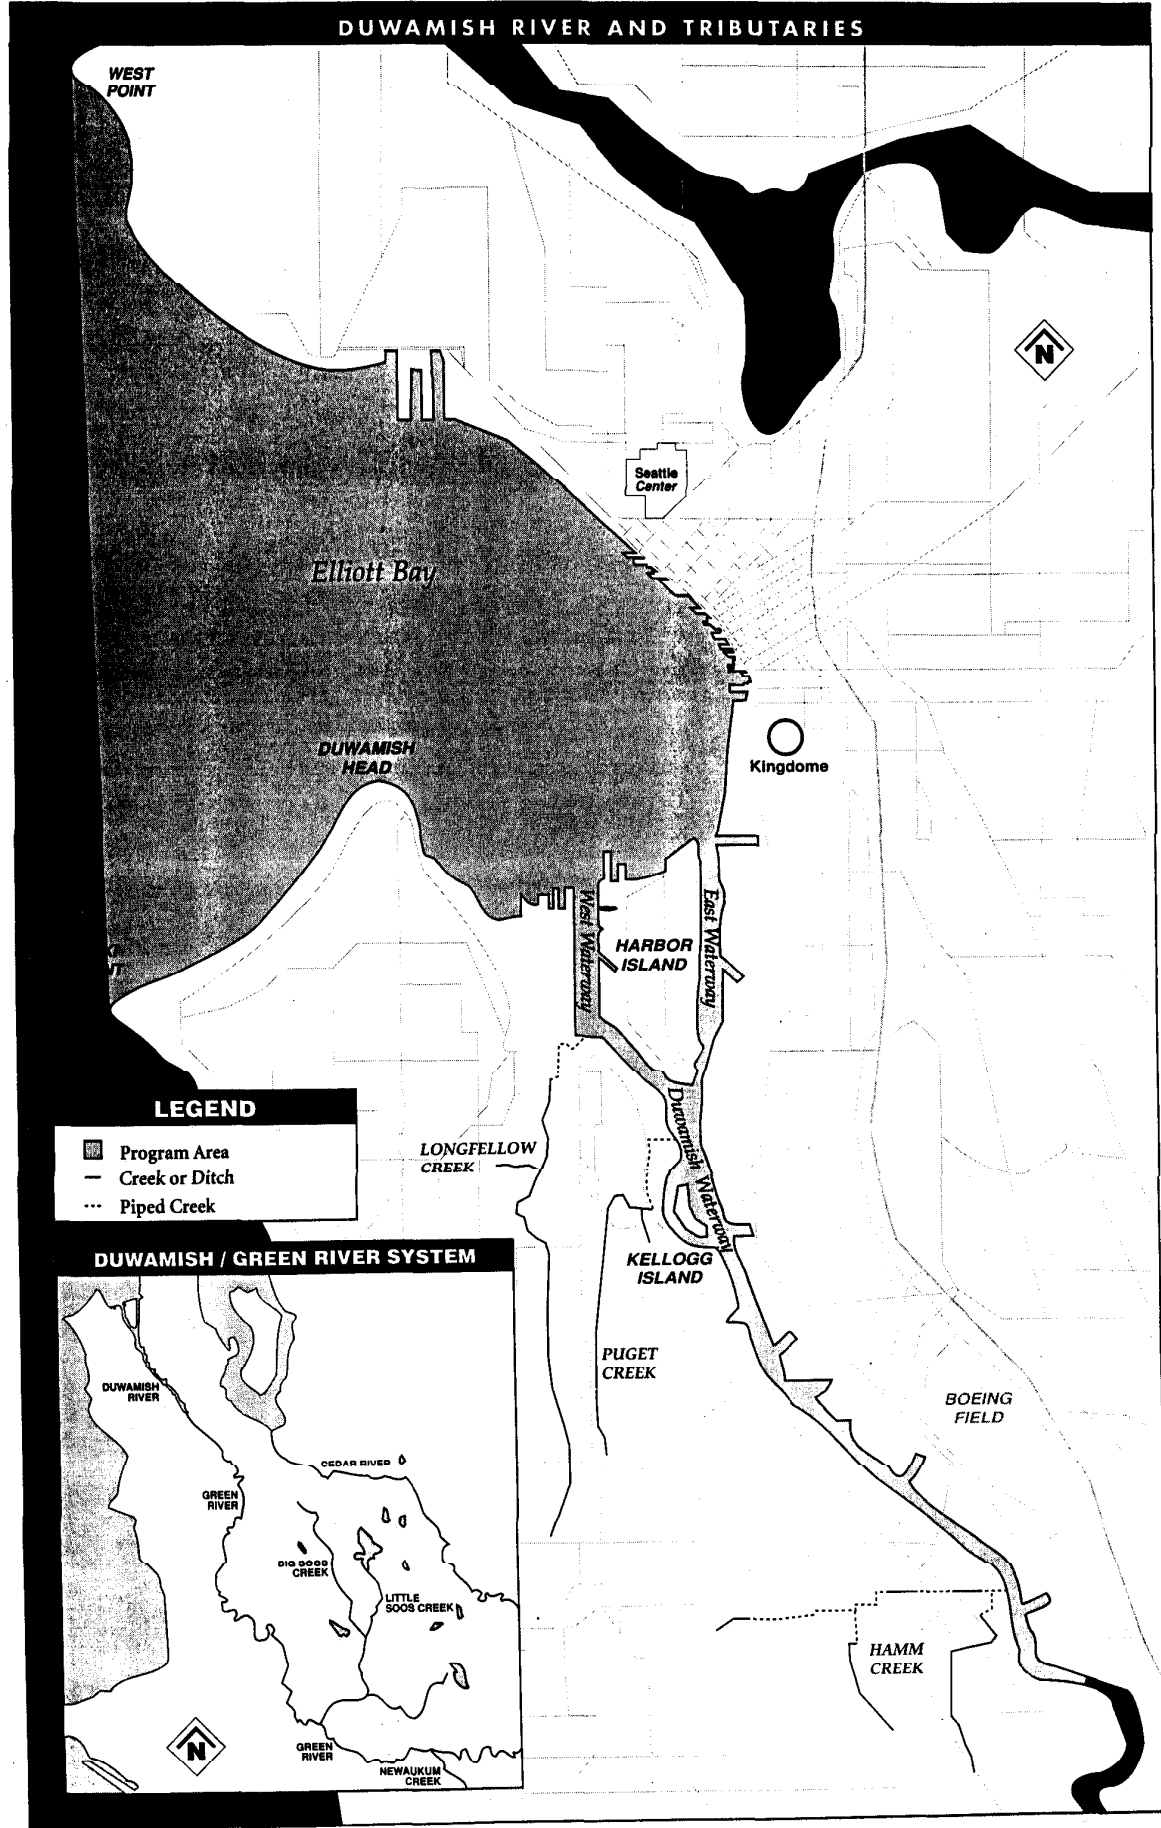 DUWAMISH RIVER AND TRIBUTARIES
WEST
POINT
N
Seattle
Center
Elliott Bay
DUWAMISH
HEAD
Kingdome
West Waterway
HARBOR
ISLAND
East Waterway
Duwamish Waterway
LONGFELLOW
CREEK
KELLOGG
ISLAND
PUGET
CREEK
BOEING
FIELD
HAMM
CREEK
LEGEND
Program Area
Creek or Ditch
Piped Creek
DUWAMISH / GREEN RIVER SYSTEM
DUWAMISH
RIVER
CEDAR RIVER
GREEN
RIVER
CREEK
LITTLE
SOOS CREEK
N
GREEN
RIVER
NEWAUKUM
CREEK